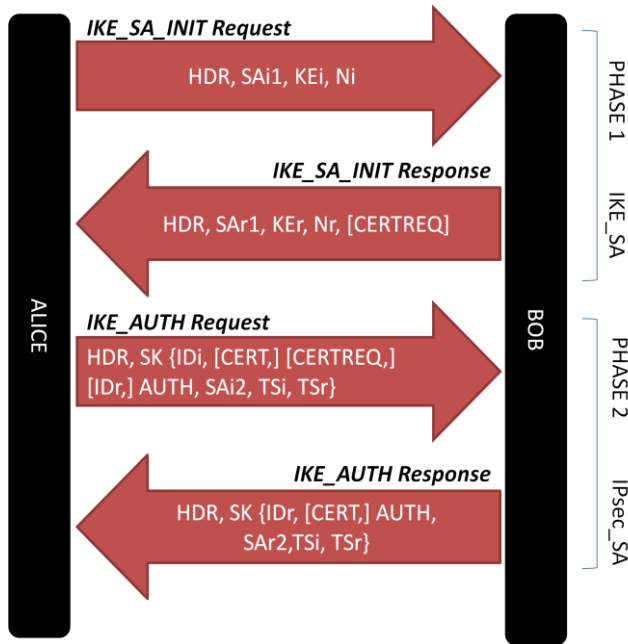 IKE_SA_INIT Request
HDR, SAi1, KEi, Ni
IKE_SA_INIT Response
HDR, SAr1, KEr, Nr, [CERTREQ]
IKE_AUTH Request
HDR, SK {IDi, [CERT,] [CERTREQ,]
[IDr,] AUTH, SAi2, TSi, TSr}
IKE_AUTH Response
HDR, SK {IDr, [CERT,] AUTH,
SAr2,TSi, TSr}
ALICE
BOB
PHASE 1
IKE_SA
PHASE 2
IPsec_SA